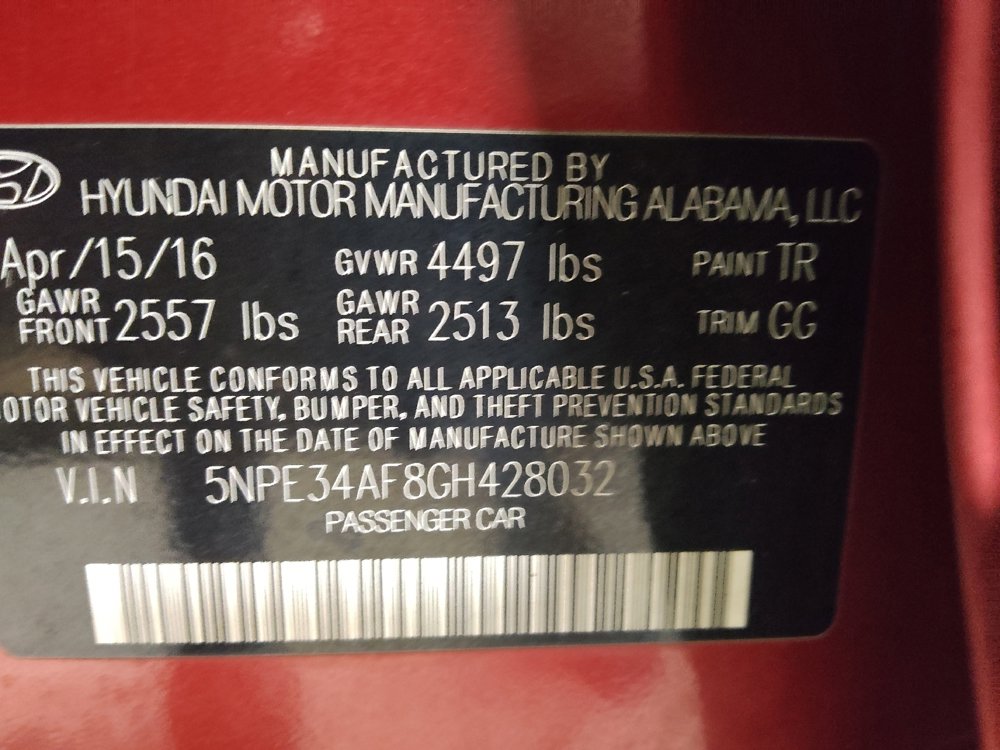 MANUFACTURED BY
HYUNDAI MOTOR MANUFACTURING ALABAMA, LLC
Apr/15/16 GVWR 4497 lbs PAINT TR
GAWR FRONT 2557 lbs GAWR REAR 2513 lbs TRIM GG
THIS VEHICLE CONFORMS TO ALL APPLICABLE U.S.A. FEDERAL
OTOR VEHICLE SAFETY, BUMPER, AND THEFT PREVENTION STANDARDS
IN EFFECT ON THE DATE OF MANUFACTURE SHOWN ABOVE
V.I.N 5NPE34AF8GH428032
PASSENGER CAR